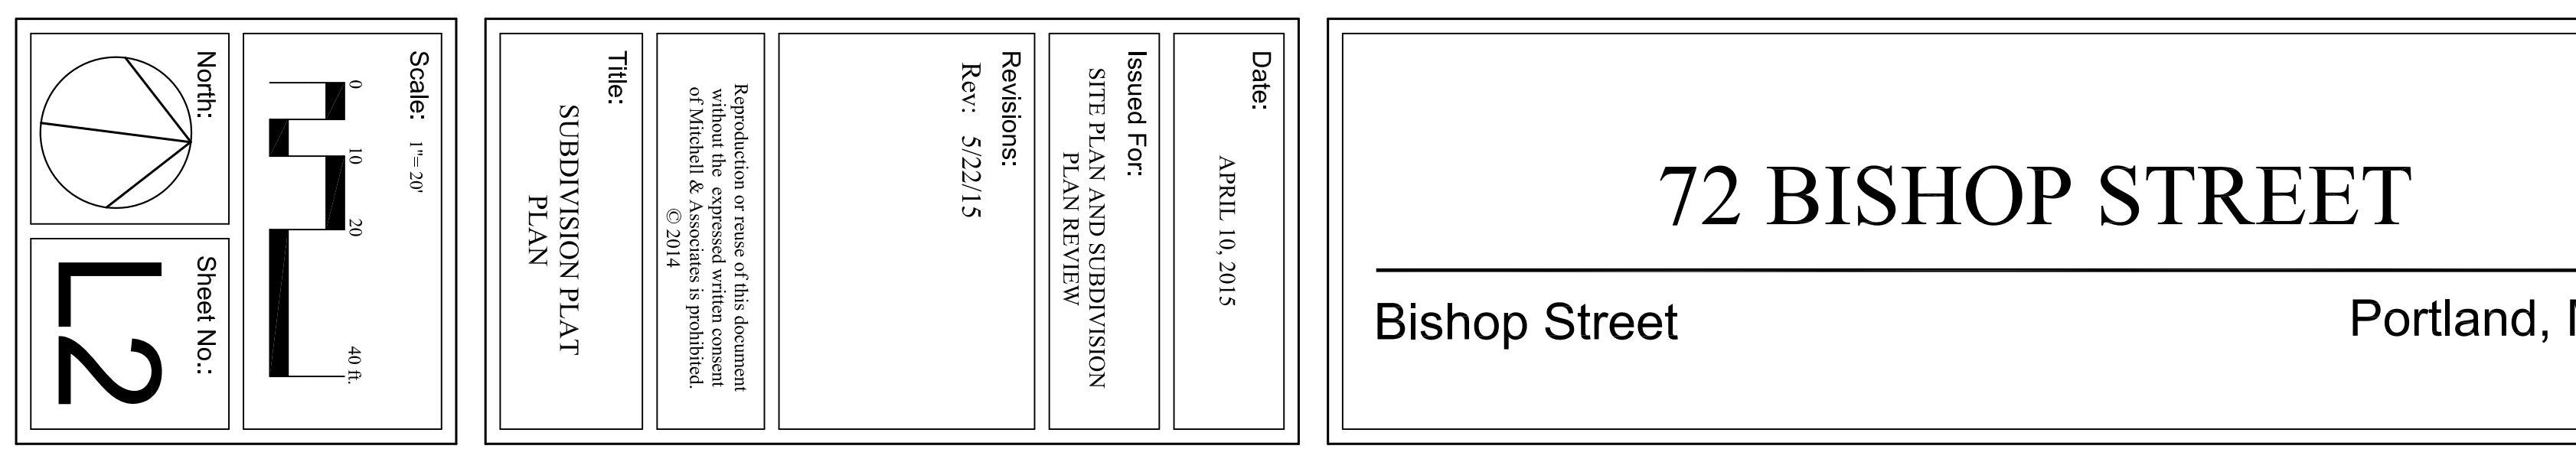 72 BISHOP STREET
Bishop Street
Portland,
Date:
APRIL 10, 2015
Issued For:
SITE PLAN AND SUBDIVISION
PLAN REVIEW
Revisions:
Rev: 5/22/15
Reproduction or reuse of this document
without the expressed written consent
of Mitchell & Associates is prohibited.
© 2014
Title:
SUBDIVISION PLAT
PLAN
Scale: 1"= 20'
0 10 20 40 ft.
North:
Sheet No.:
L2